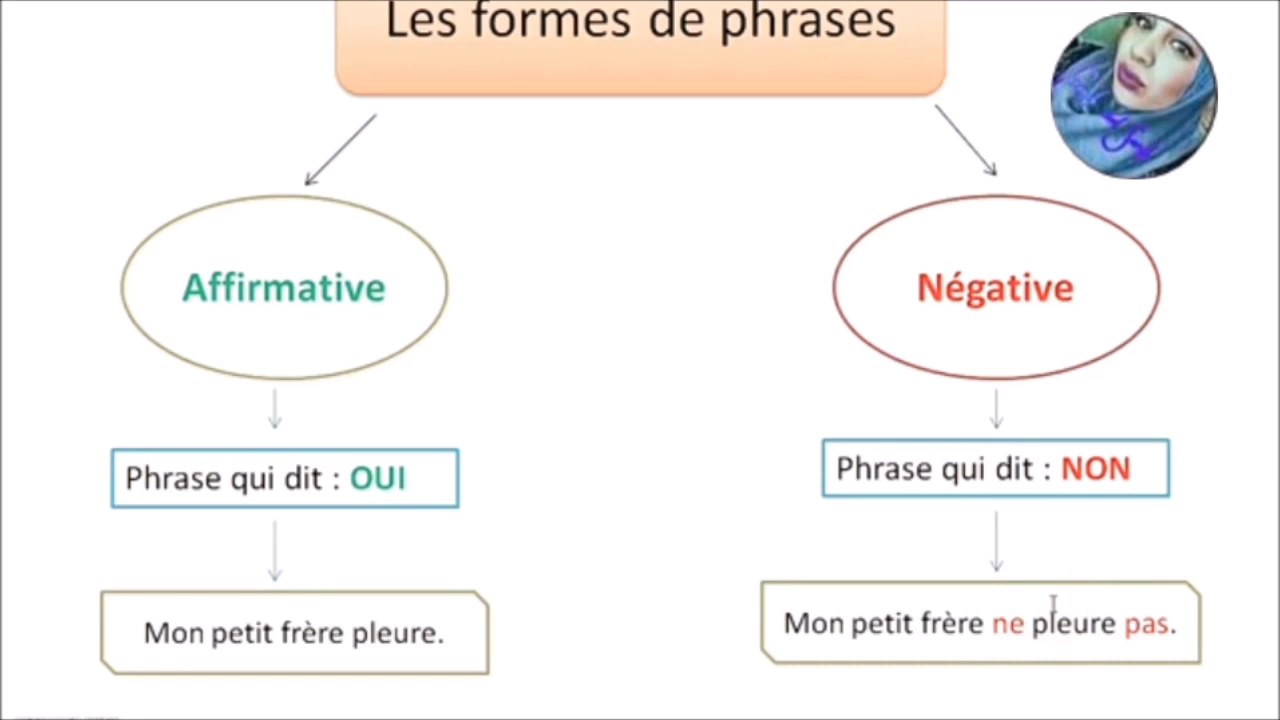 Les formes de phrases
Affirmative
Négative
Phrase qui dit : OUI
Phrase qui dit : NON
Mon petit frère pleure.
Mon petit frère ne pleure pas.